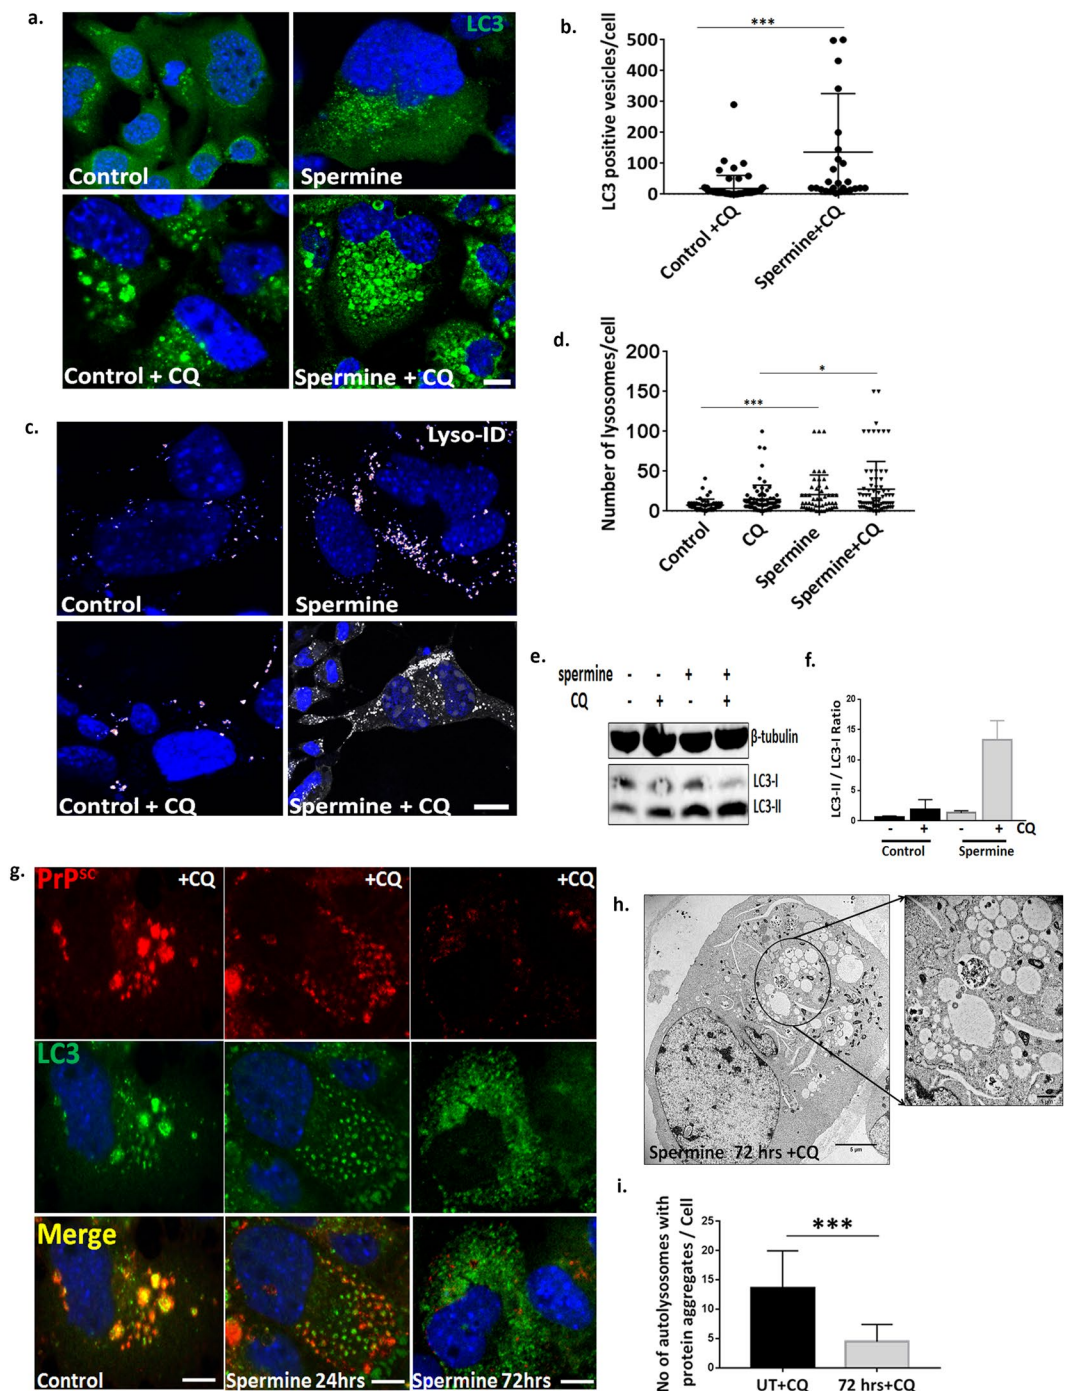 a.
LC3
Control
Spermine
Control + CQ
Spermine + CQ
b.
LC3 positive vesicles/cell
500
400
300
200
100
0
***
Control +CQ
Spermine+CQ
c.
Lyso-ID
Control
Spermine
Control + CQ
Spermine + CQ
d.
Number of lysosomes/cell
200
150
100
50
0
***
*
Control
CQ
Spermine
Spermine+CQ
e.
spermine - - + +
CQ - + - +
β-tubulin
LC3-I
LC3-II
f.
LC3-II / LC3-I Ratio
20
15
10
5
0
- + - + CQ
Control Spermine
g.
PrPSC +CQ
+CQ
+CQ
LC3
Merge
Control
Spermine 24hrs
Spermine 72hrs
h.
Spermine 72 hrs +CQ
5 µm
i.
No of autolysosomes with
protein aggregates / Cell
25
20
15
10
5
0
***
UT+CQ
72 hrs+CQ